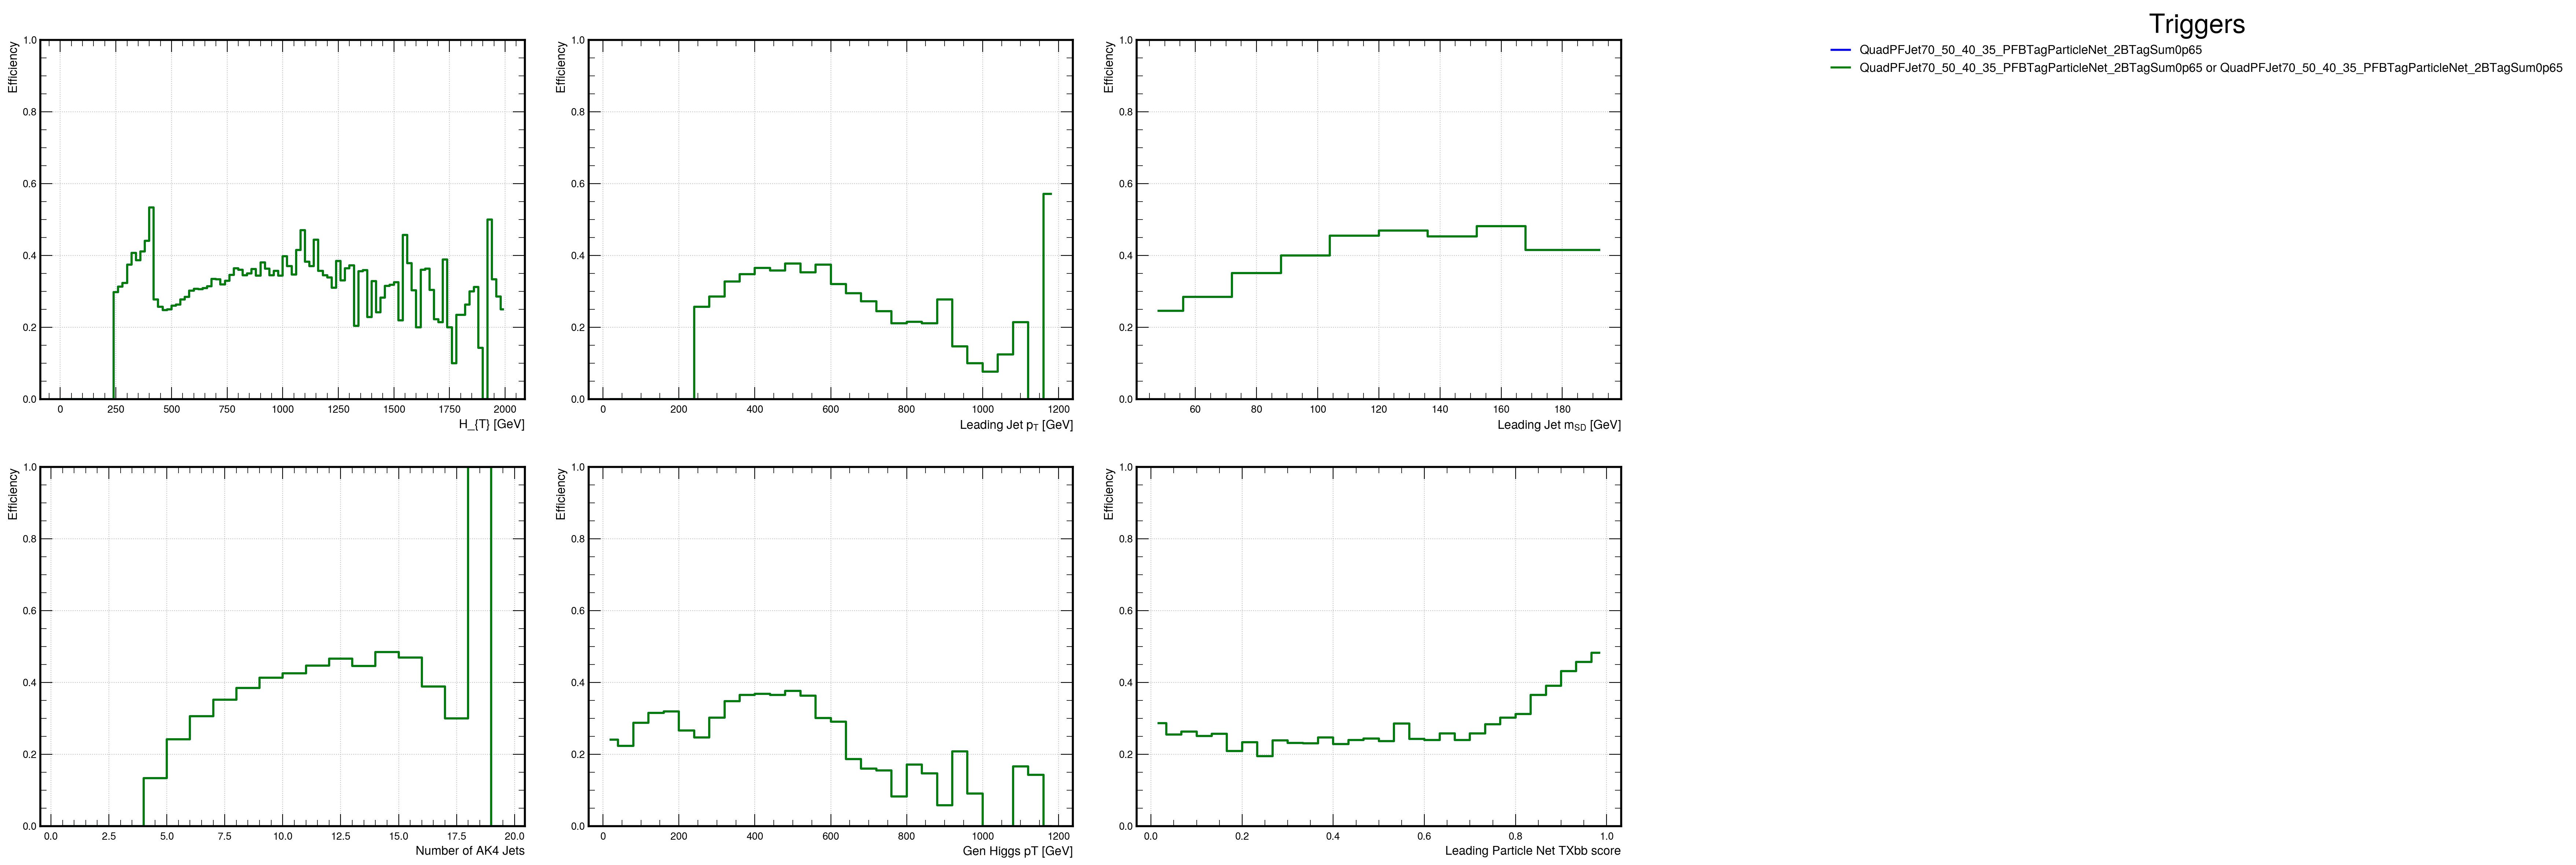 Triggers
QuadPFJet70_50_40_35_PFBTagParticleNet_2BTagSum0p65
QuadPFJet70_50_40_35_PFBTagParticleNet_2BTagSum0p65 or QuadPFJet70_50_40_35_PFBTagParticleNet_2BTagSum0p65
Efficiency
1.0
0.8
0.6
0.4
0.2
0.0
0 250 500 750 1000 1250 1500 1750 2000
H_{T} [GeV]
Efficiency
1.0
0.8
0.6
0.4
0.2
0.0
0 200 400 600 800 1000 1200
Leading Jet pT [GeV]
Efficiency
1.0
0.8
0.6
0.4
0.2
0.0
60 80 100 120 140 160 180
Leading Jet mSD [GeV]
Efficiency
1.0
0.8
0.6
0.4
0.2
0.0
0.0 2.5 5.0 7.5 10.0 12.5 15.0 17.5 20.0
Number of AK4 Jets
Efficiency
1.0
0.8
0.6
0.4
0.2
0.0
0 200 400 600 800 1000 1200
Gen Higgs pT [GeV]
Efficiency
1.0
0.8
0.6
0.4
0.2
0.0
0.0 0.2 0.4 0.6 0.8 1.0
Leading Particle Net TXbb score